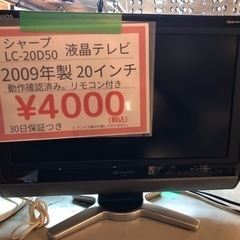 シャープ
LC-20D50 液晶テレビ
2009年製 20インチ
動作確認済み。リモコン付き
¥4000
(税込)
30日保証つき